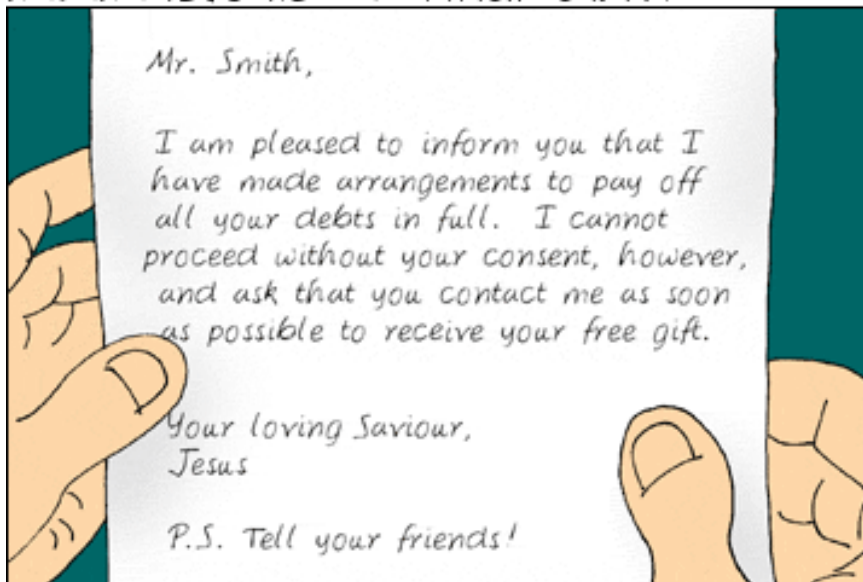 Mr. Smith,
I am pleased to inform you that I
have made arrangements to pay off
all your debts in full. I cannot
proceed without your consent, however,
and ask that you contact me as soon
as possible to receive your free gift.
Your loving Saviour,
Jesus
P.S. Tell your friends!